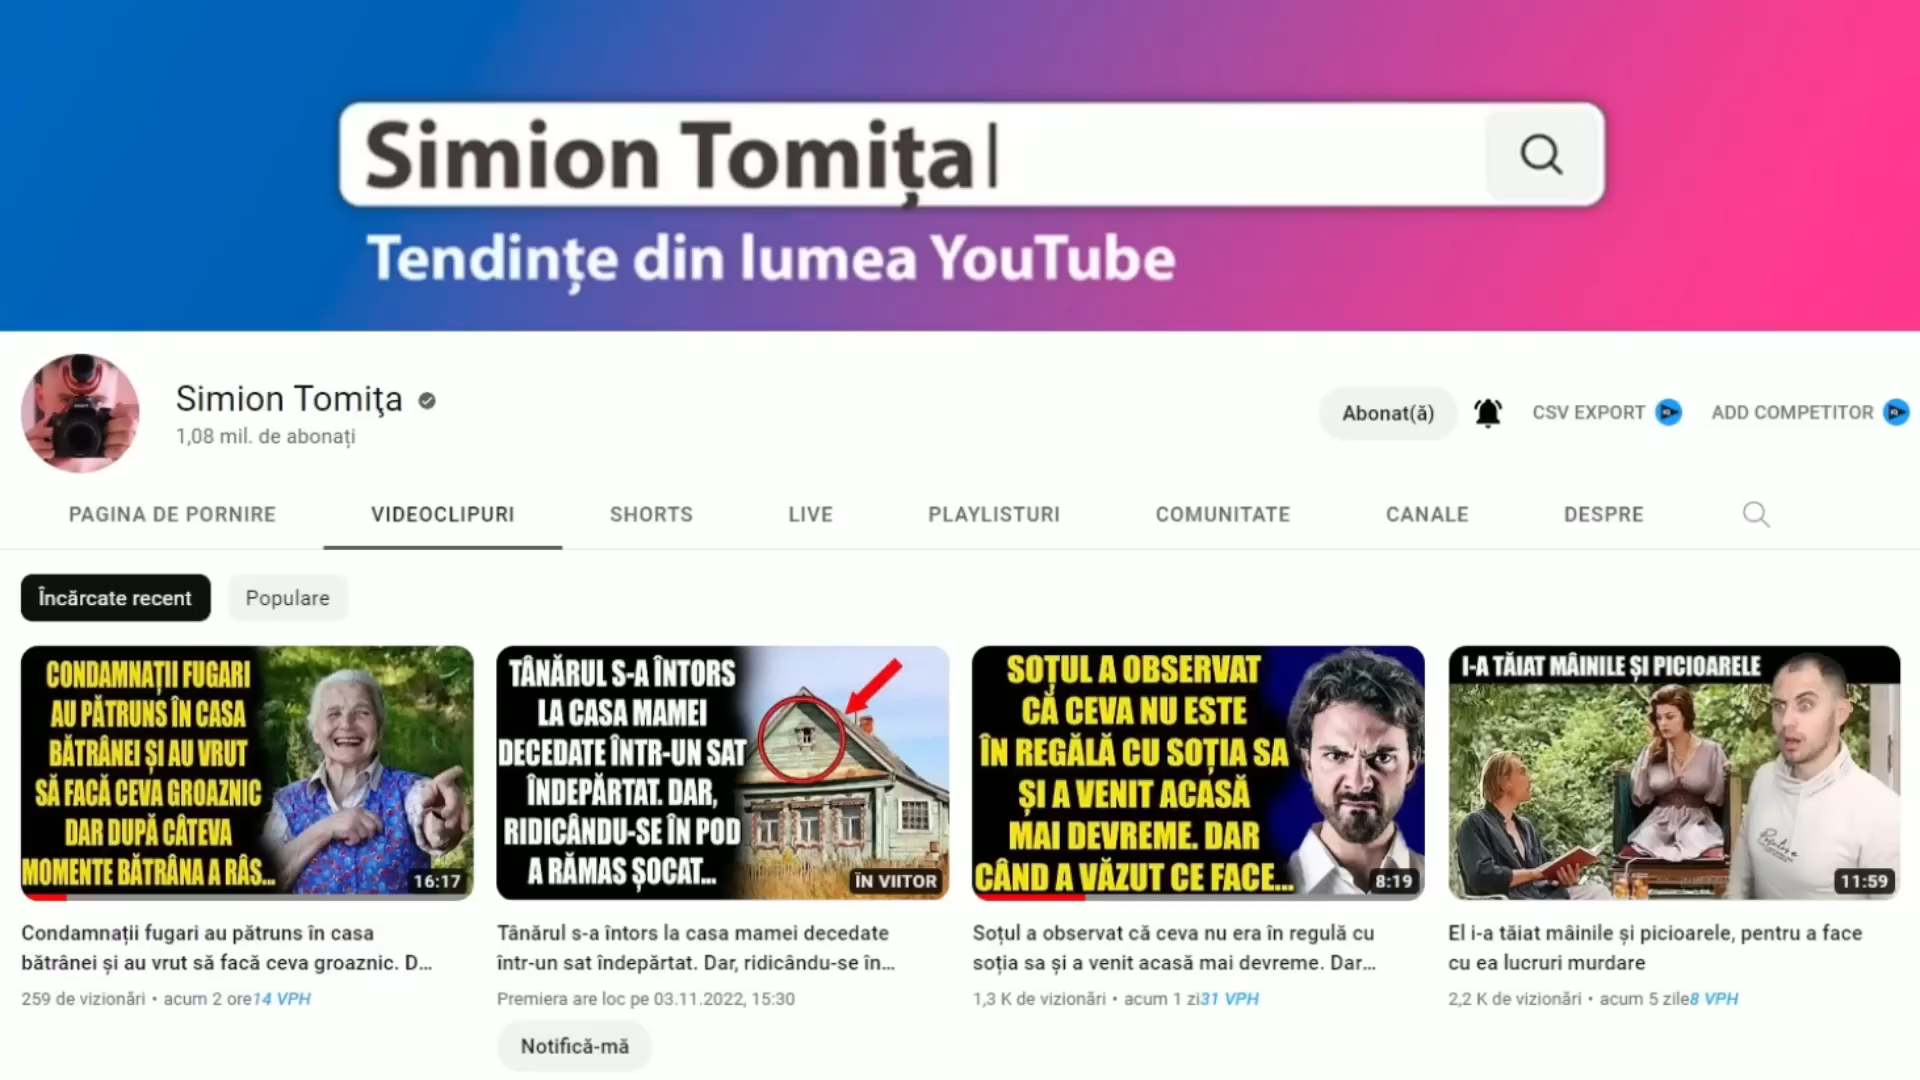 Simion Tomița
Tendințe din lumea YouTube
Simion Tomiţa
1,08 mil. de abonați
Abonat(ă)
CSV EXPORT
ADD COMPETITOR
PAGINA DE PORNIRE
VIDEOCLIPURI
SHORTS
LIVE
PLAYLISTURI
COMUNITATE
CANALE
DESPRE
Încărcate recent
Populare
CONDAMNAȚII FUGARI
AU PĂTRUNS ÎN CASA
BĂTRÂNEI ȘI AU VRUT
SĂ FACĂ CEVA GROAZNIC
DAR DUPĂ CÂTEVA
MOMENTE BĂTRÂNA A RÂS...
16:17
TÂNĂRUL S-A ÎNTORS
LA CASA MAMEI
DECEDATE ÎNTR-UN SAT
ÎNDEPĂRTAT. DAR,
RIDICÂNDU-SE ÎN POD
A RĂMAS ȘOCAT...
ÎN VIITOR
SOȚUL A OBSERVAT
CĂ CEVA NU ESTE
ÎN REGĂLĂ CU SOȚIA SA
ȘI A VENIT ACASĂ
MAI DEVREME. DAR
CÂND A VĂZUT CE FACE...
8:19
I-A TĂIAT MÂINILE ȘI PICIOARELE
11:59
Condamnații fugari au pătruns în casa
bătrânei și au vrut să facă ceva groaznic. D...
259 de vizionări • acum 2 ore14 VPH
Tânărul s-a întors la casa mamei decedate
într-un sat îndepărtat. Dar, ridicându-se în...
Premiera are loc pe 03.11.2022, 15:30
Notifică-mă
Soțul a observat că ceva nu era în regulă cu
soția sa și a venit acasă mai devreme. Dar...
1,3 K de vizionări • acum 1 zi31 VPH
El i-a tăiat mâinile și picioarele, pentru a face
cu ea lucruri murdare
2,2 K de vizionări • acum 5 zile8 VPH